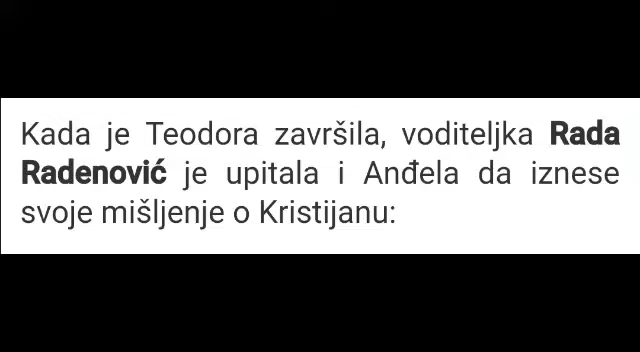 Kada je Teodora završila, voditeljka Rada
Radenović je upitala i Anđela da iznese
svoje mišljenje o Kristijanu: